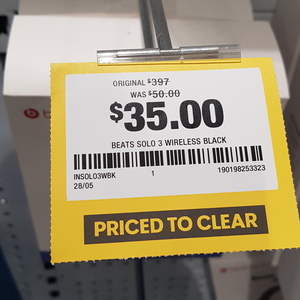 ORIGINAL $397
WAS $50.00
$35.00
BEATS SOLO 3 WIRELESS BLACK
INSOLO3WBK 1 190198253323
28/05
PRICED TO CLEAR